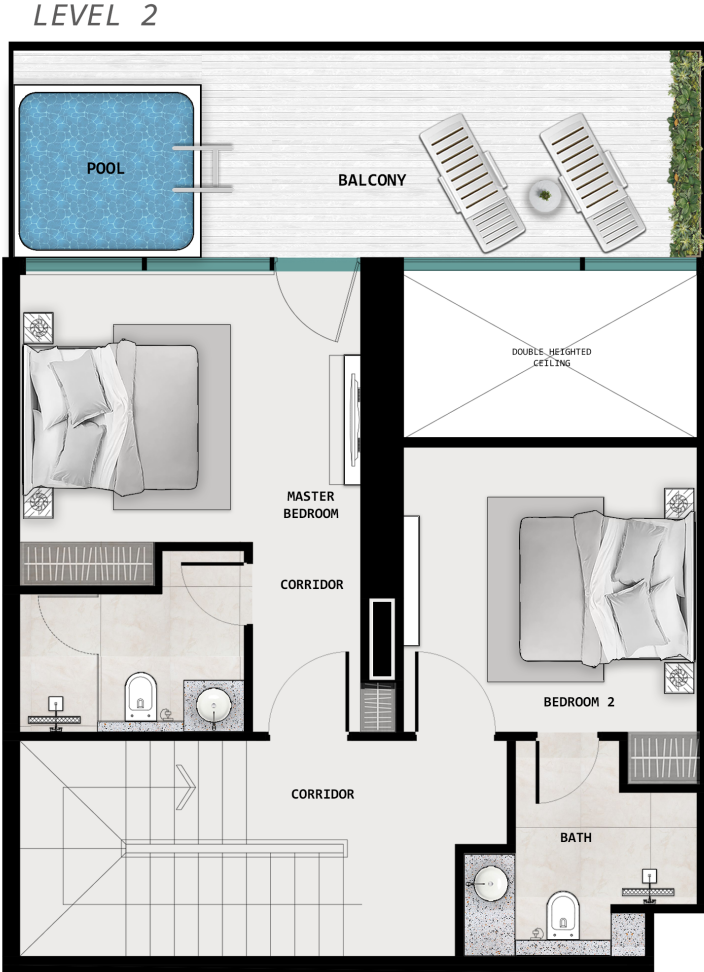 LEVEL 2
POOL
BALCONY
DOUBLE HEIGHTED
CEILING
MASTER
BEDROOM
CORRIDOR
BEDROOM 2
CORRIDOR
BATH